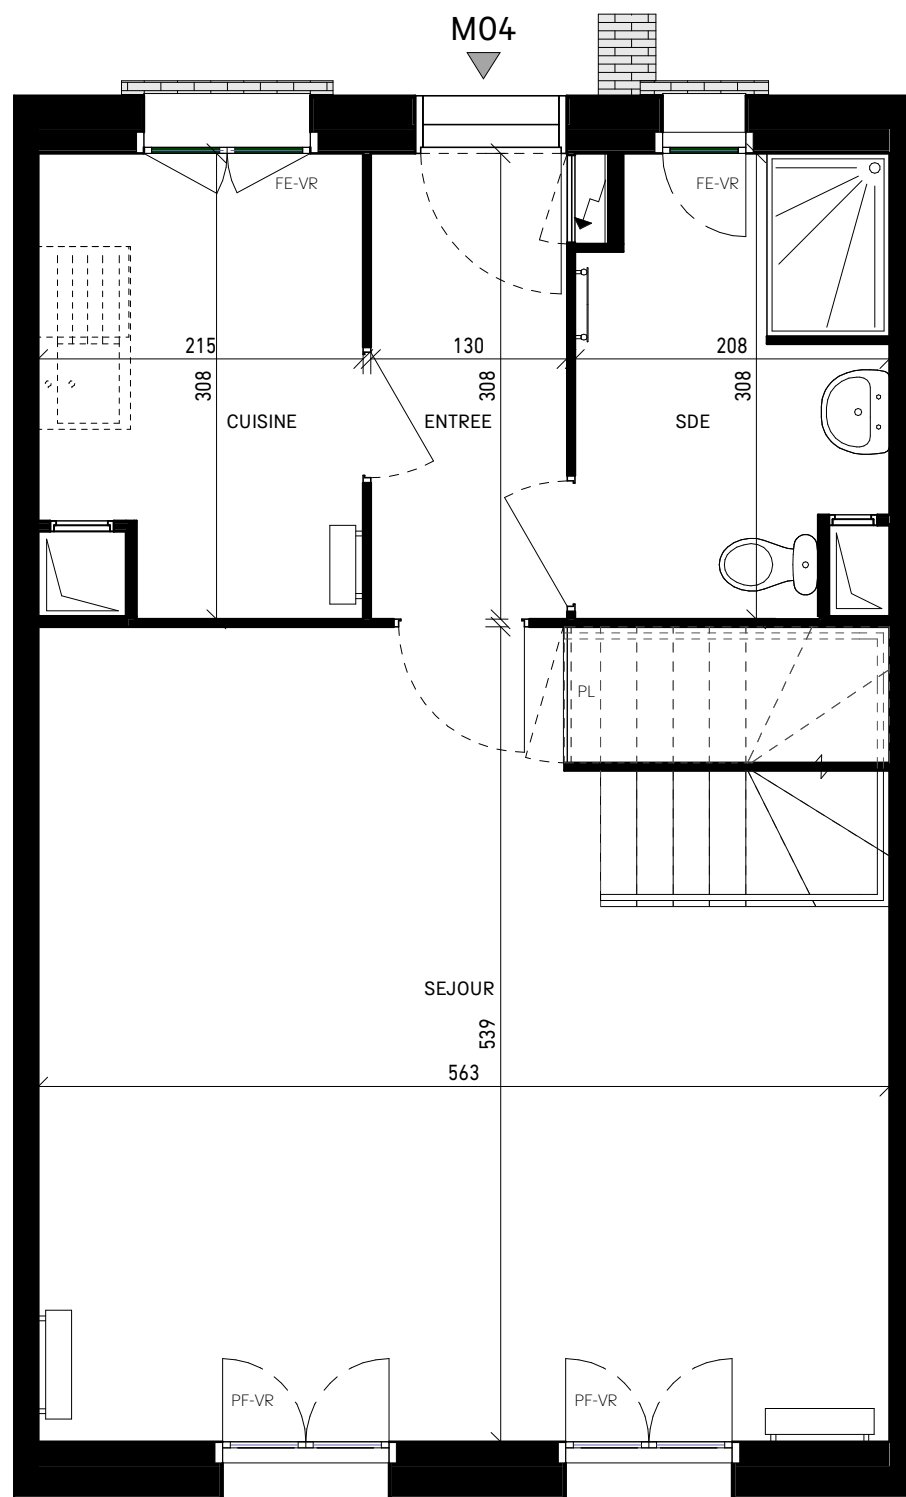 M04
FE-VR
FE-VR
215
130
208
308
308
308
CUISINE
ENTREE
SDE
PL
SEJOUR
539
563
PF-VR
PF-VR